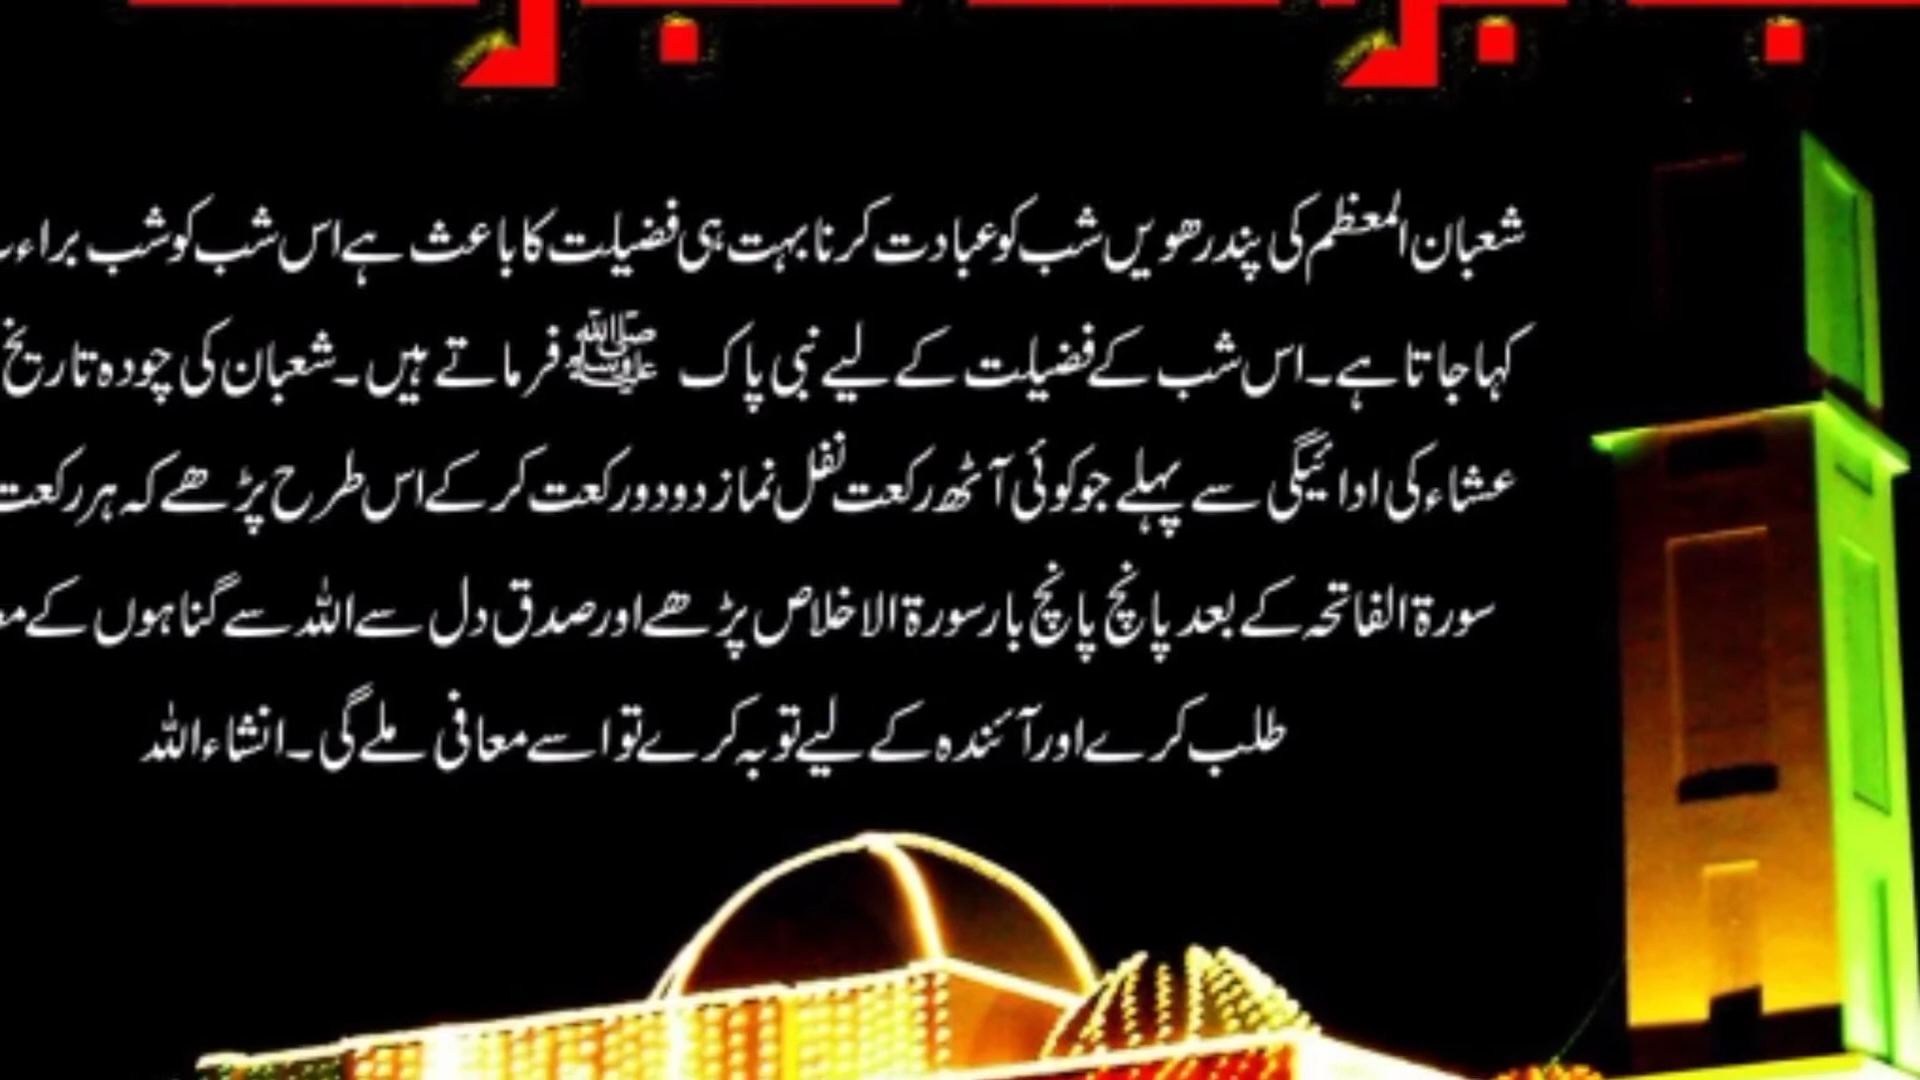 شعبان المعظم کی پندرھویں شب کو عبادت کرنا بہت ہی فضیلت کا باعث ہے اس شب کو شب
کہا جاتا ہے۔ اس شب کے فضیلت کے لیے نبی پاک ﷺ فرماتے ہیں۔ شعبان کی چودہ تاریخ
عشاء کی ادائیگی سے پہلے جو کوئی آٹھ رکعت نفل نماز دو دو رکعت کر کے اس طرح پڑھے کہ ہر رکعت
سورۃ الفاتحہ کے بعد پانچ پانچ بار سورۃ الاخلاص پڑھے اور صدق دل سے اللہ سے گناہوں کے
طلب کرے اور آئندہ کے لیے توبہ کرے تو اسے معافی ملے گی۔ انشاء اللہ